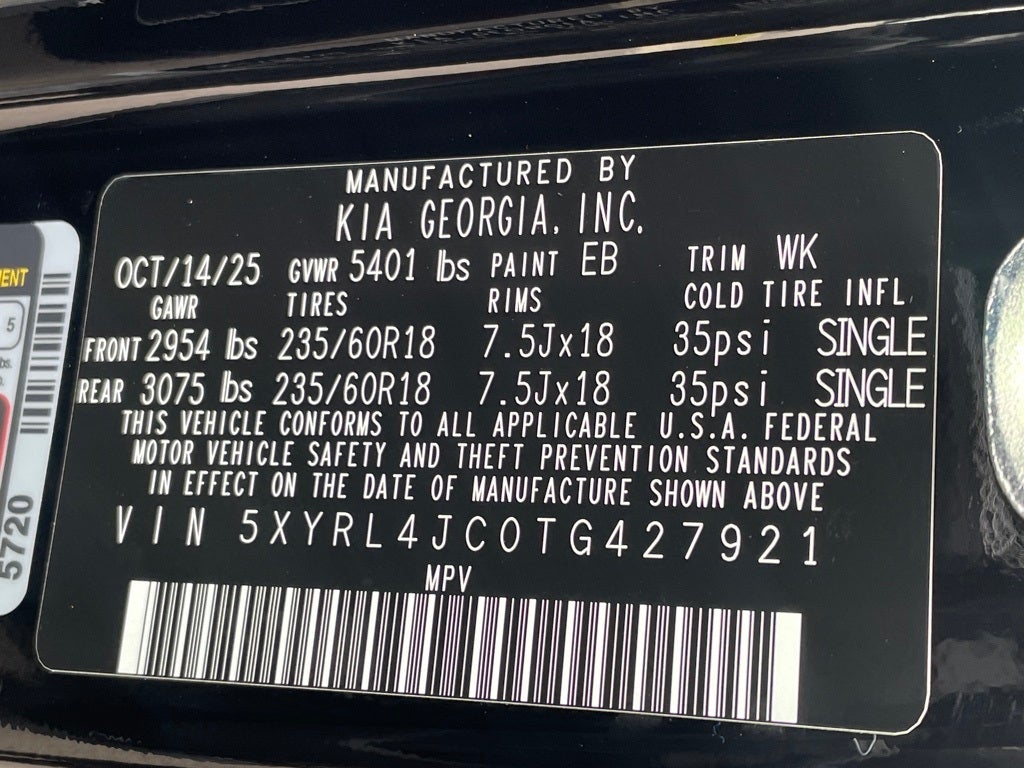 MANUFACTURED BY
KIA GEORGIA, INC.
OCT/14/25 GVWR 5401 lbs PAINT EB TRIM WK
GAWR TIRES RIMS COLD TIRE INFL
FRONT 2954 lbs 235/60R18 7.5Jx18 35psi SINGLE
REAR 3075 lbs 235/60R18 7.5Jx18 35psi SINGLE
THIS VEHICLE CONFORMS TO ALL APPLICABLE U.S.A. FEDERAL
MOTOR VEHICLE SAFETY AND THEFT PREVENTION STANDARDS
IN EFFECT ON THE DATE OF MANUFACTURE SHOWN ABOVE
VIN 5XYRL4JC0TG427921
MPV
5
5720